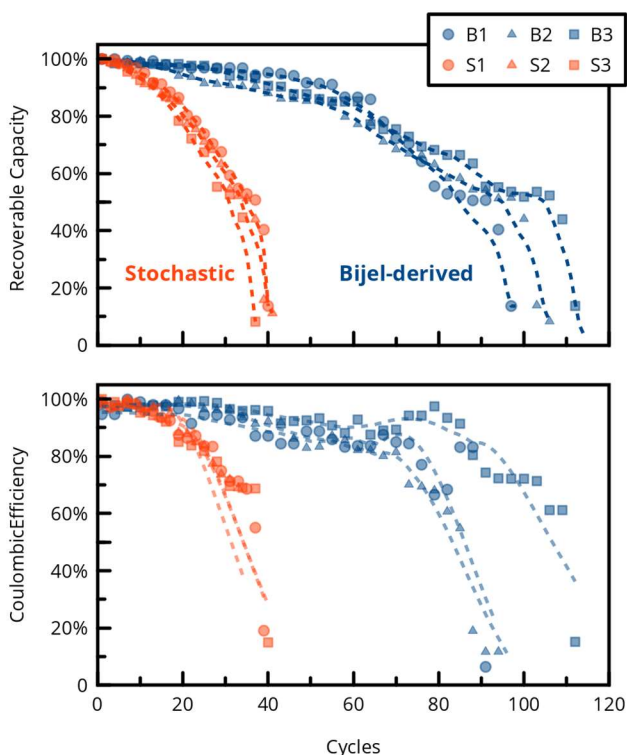 B1 B2 B3
S1 S2 S3
100%
80%
60%
40%
20%
0
Recoverable Capacity
Stochastic
Bijel-derived
100%
80%
60%
40%
20%
0
CoulombicEfficiency
0 20 40 60 80 100 120
Cycles